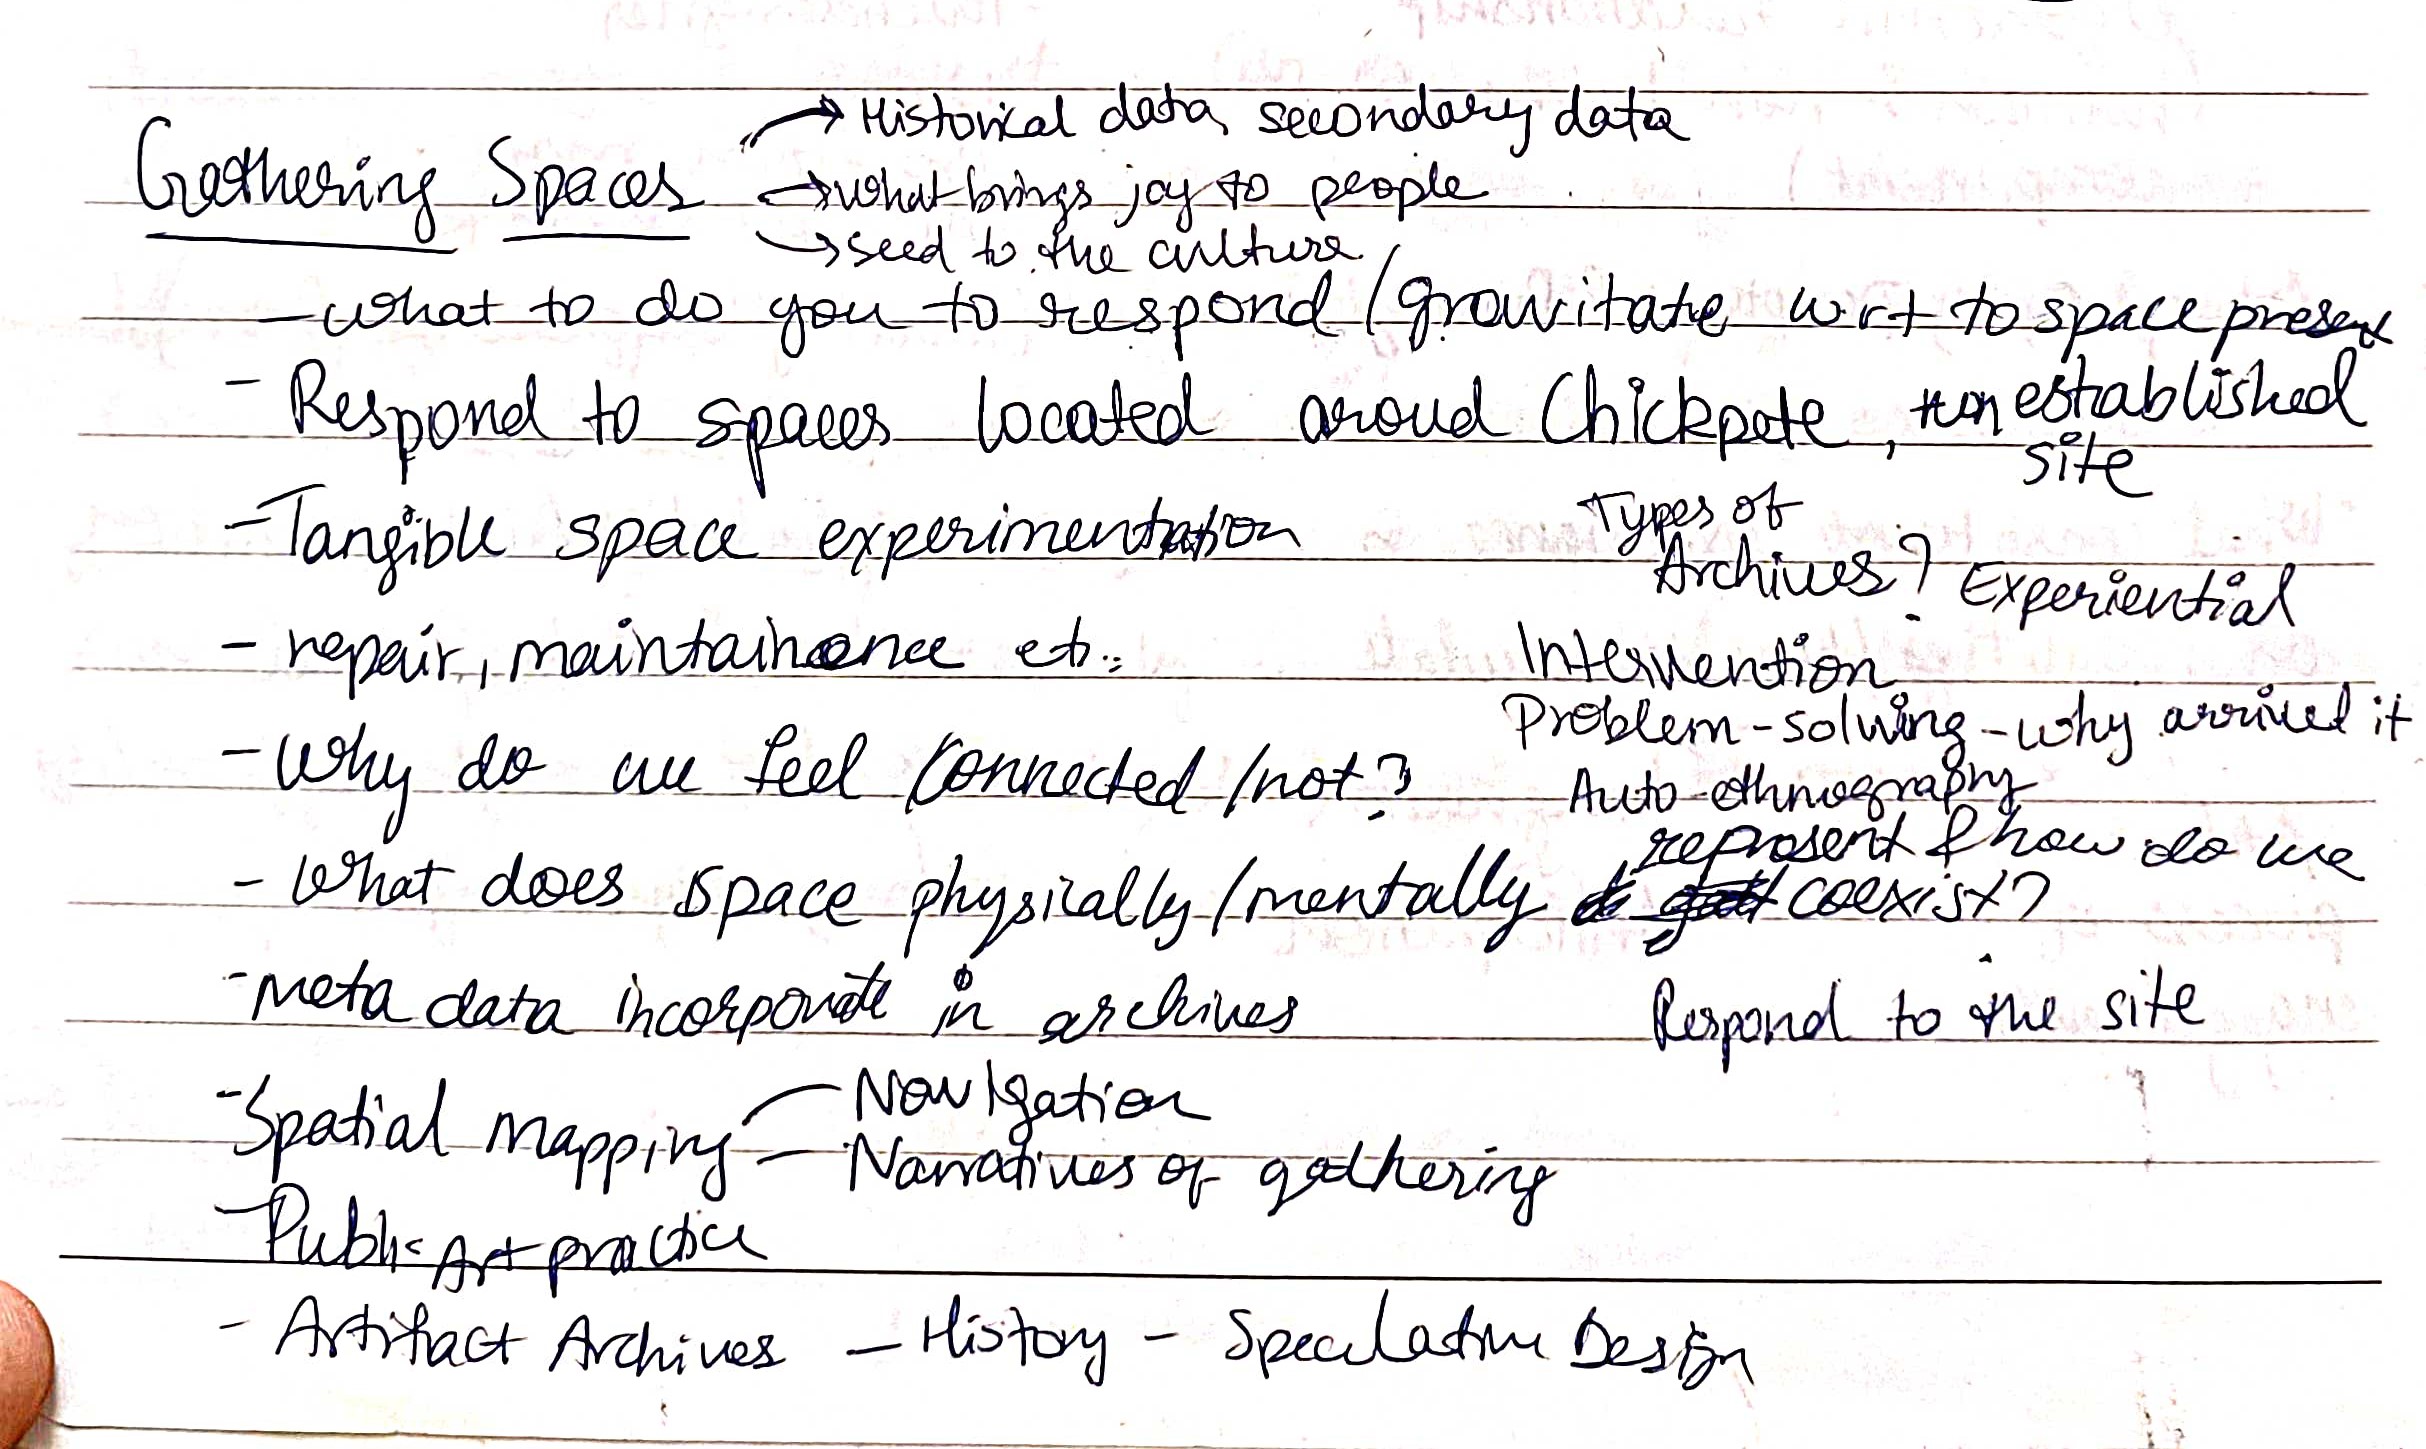 Gathering Spaces
→ Historical data, secondary data
→ what brings joy to people
→ seed to the culture
- what to do you to respond / gravitate wrt to space present
- Respond to spaces located aroud Chickpete, non established
site
- Tangible space experimentation
- repair, maintainance etc.
- Why do we feel connected / not?
- What does space physically / mentally represent & how do we
coexist?
- Meta data incorporate in archives
- Spatial Mapping
- Navigation
- Narratives of gathering
- Public Art practice
- Artifact Archives - History - Speculative Design
Types of
Archives? Experiential
Intervention
Problem-solving - why arrived it
Auto-ethnography
Respond to the site